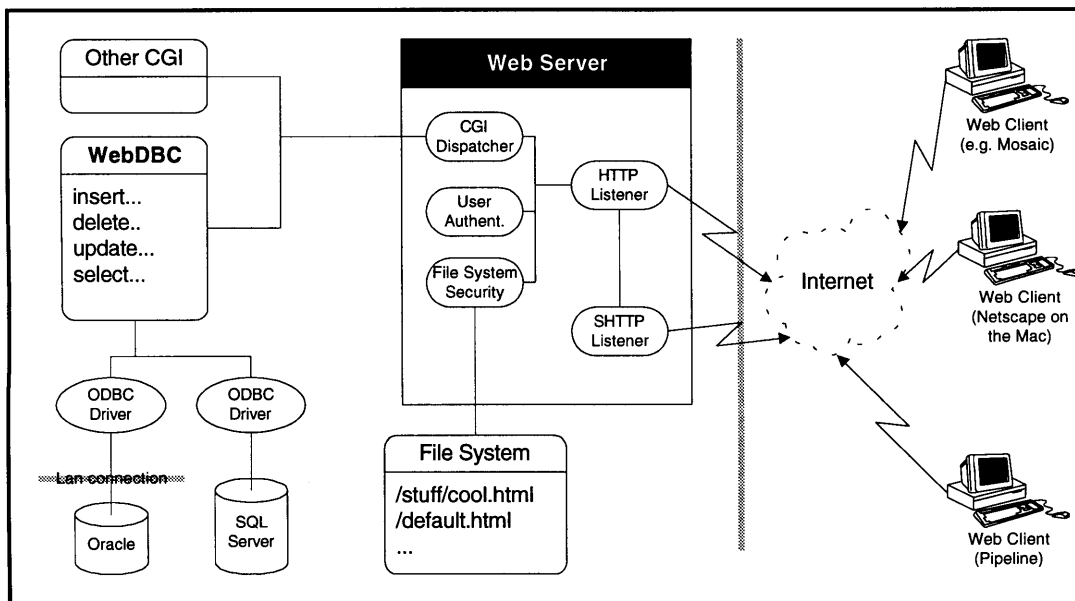 Other CGI
WebDBC
insert...
delete..
update...
select...
ODBC
Driver
ODBC
Driver
Lan connection
Oracle
SQL
Server
Web Server
CGI
Dispatcher
User
Authent.
File System
Security
HTTP
Listener
SHTTP
Listener
File System
/stuff/cool.html
/default.html
...
Internet
Web Client
(e.g. Mosaic)
Web Client
(Netscape on
the Mac)
Web Client
(Pipeline)